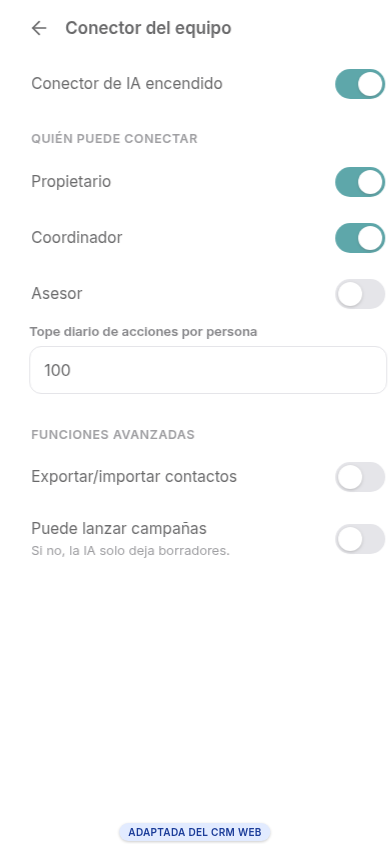 Conector del equipo
Conector de IA encendido
QUIÉN PUEDE CONECTAR
Propietario
Coordinador
Asesor
Tope diario de acciones por persona
100
FUNCIONES AVANZADAS
Exportar/importar contactos
Puede lanzar campañas
Si no, la IA solo deja borradores.
ADAPTADA DEL CRM WEB